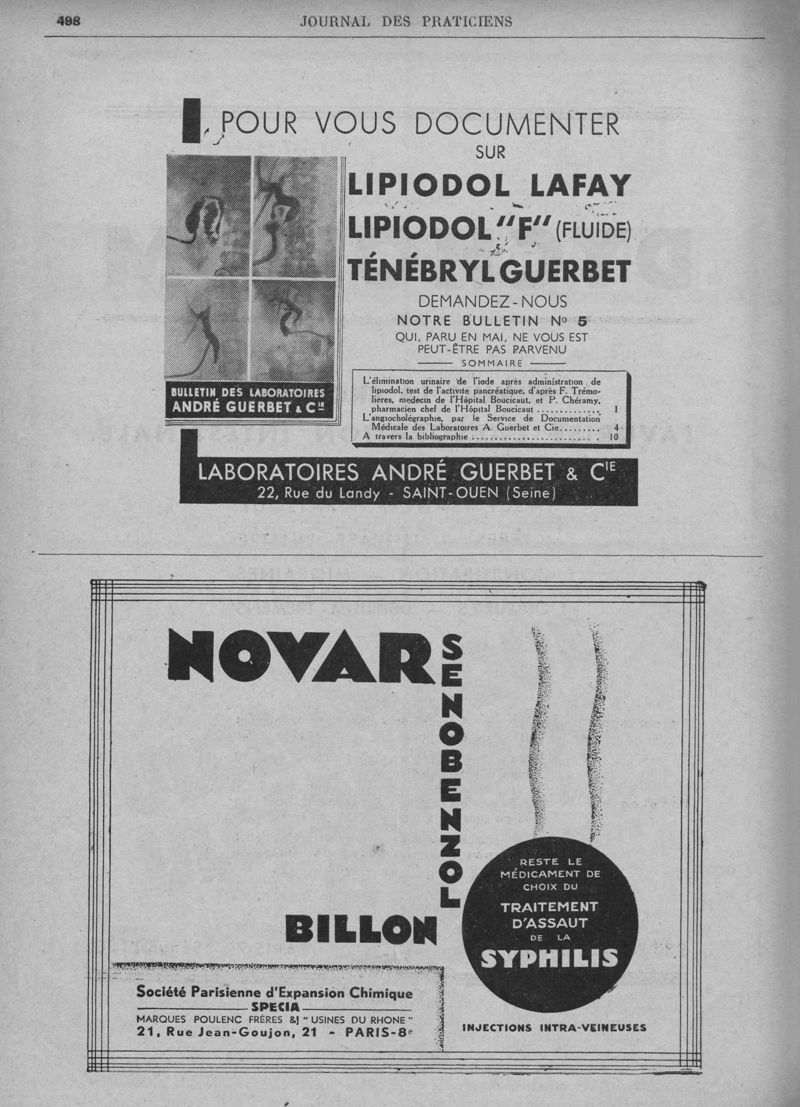 498
JOURNAL DES PRATICIENS
POUR VOUS DOCUMENTER
SUR
LIPIODOL LAFAY
LIPIODOL "F" (FLUIDE)
TÉNÉBRYL GUERBET
DEMANDEZ-NOUS
NOTRE BULLETIN No 5
QUI, PARU EN MAI, NE VOUS EST
PEUT-ÊTRE PAS PARVENU
SOMMAIRE
L'élimination urinaire de l'iode après administration de
lipiodol, test de l'activité pancréatique, d'après F. Trémo-
lières, médecin de l'Hôpital Boucicaut, et P. Chéramy,
pharmacien chef de l'Hôpital Boucicaut .............. 1
L'angiocholégraphie, par le Service de Documentation
Médicale des Laboratoires A. Guerbet et Cie......... 4
A travers la bibliographie ........................... 10
BULLETIN DES LABORATOIRES
ANDRÉ GUERBET & CIE
LABORATOIRES ANDRÉ GUERBET & CIE
22, Rue du Landy - SAINT-OUEN (Seine)
NOVARSENOBENZOL
BILLON
RESTE LE
MÉDICAMENT DE
CHOIX DU
TRAITEMENT
D'ASSAUT
DE LA
SYPHILIS
INJECTIONS INTRA-VEINEUSES
Société Parisienne d'Expansion Chimique
SPECIA
MARQUES POULENC FRÈRES & "USINES DU RHONE"
21, Rue Jean-Goujon, 21 - PARIS-8e